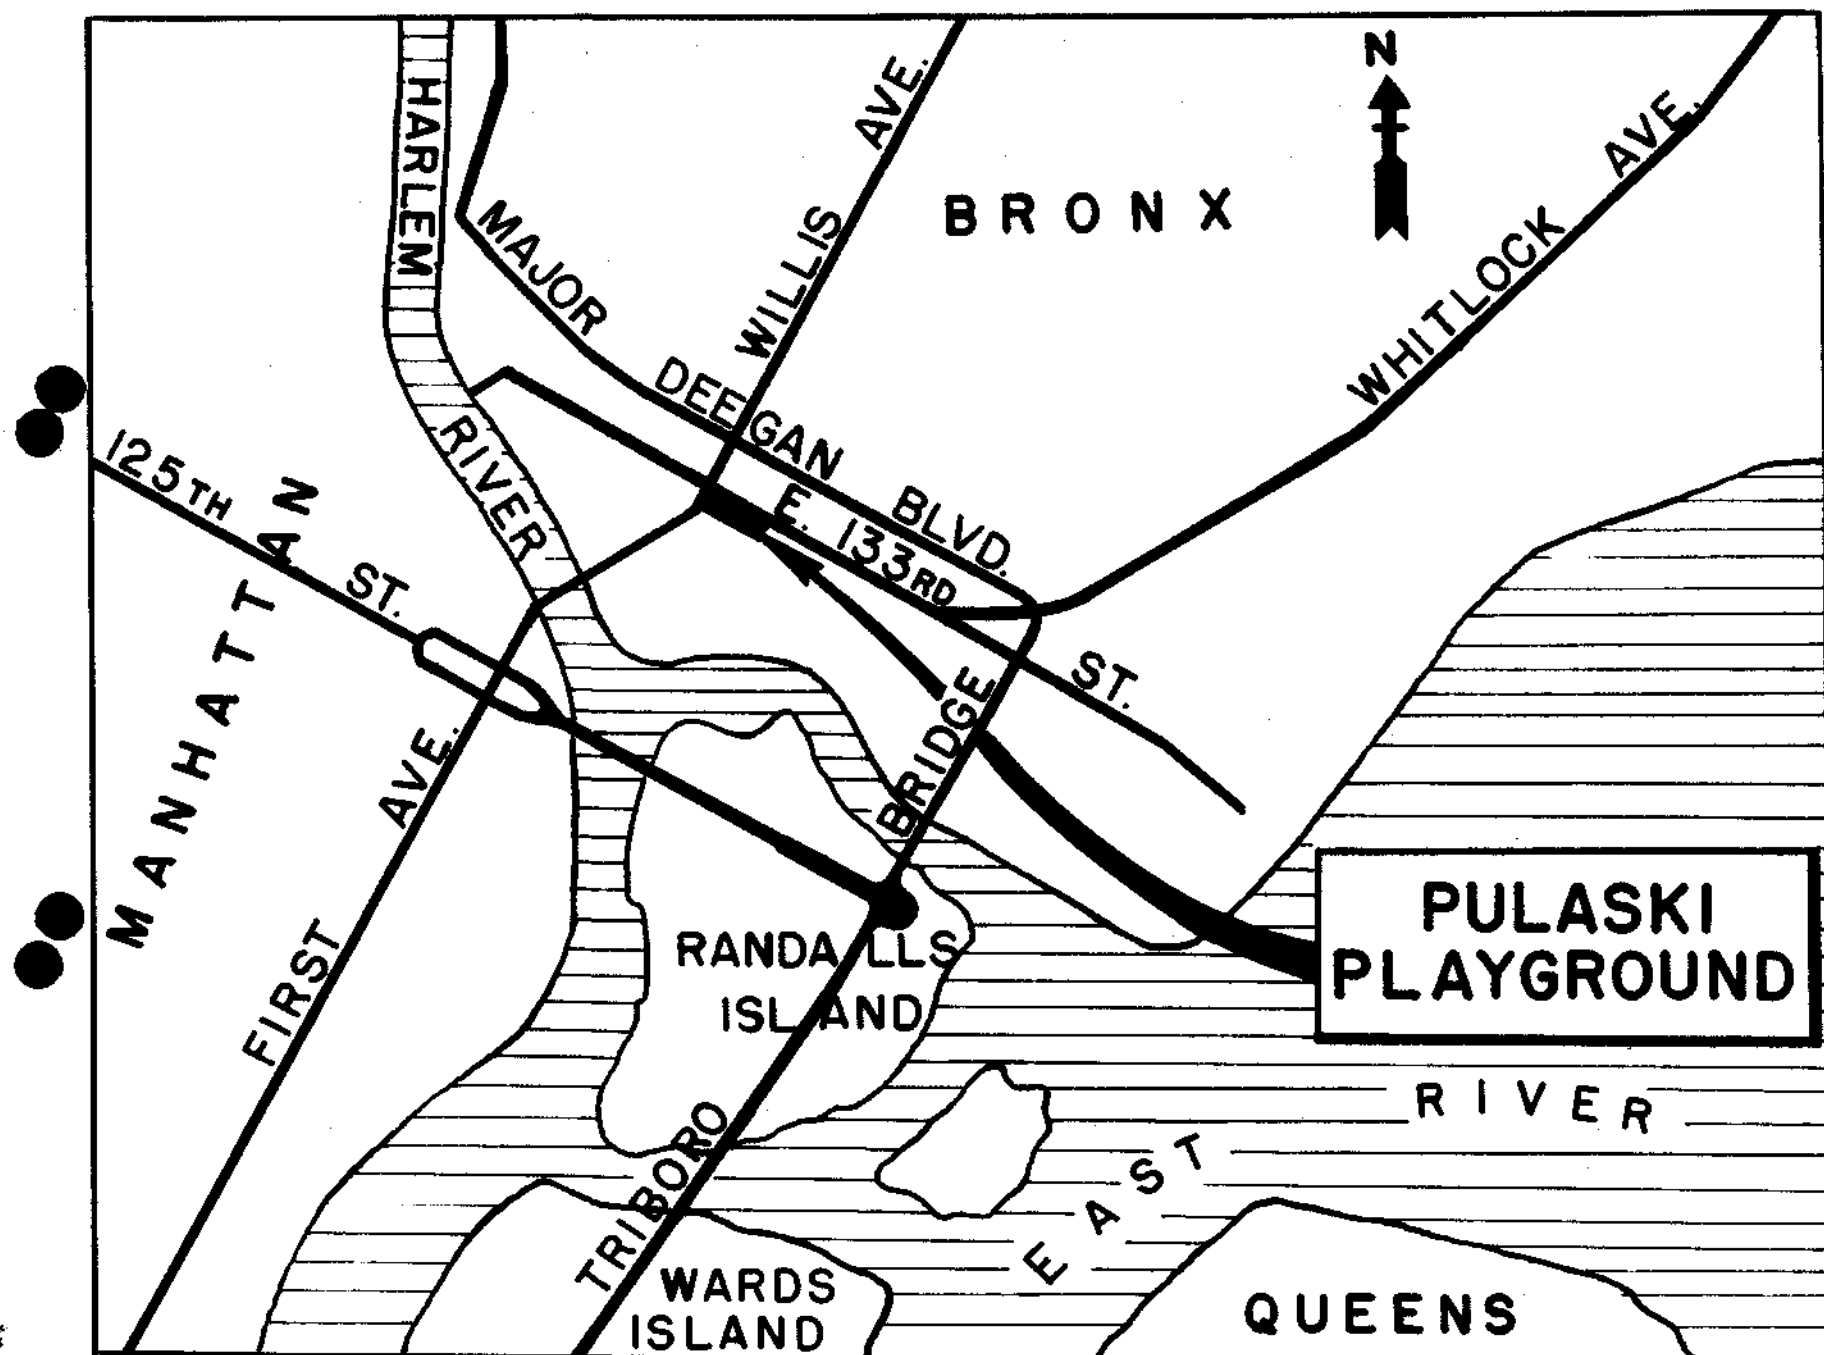 N
HARLEM
RIVER
MAJOR
DEEGAN
BLVD.
WILLIS
AVE.
BRONX
WHITLOCK
AVE.
125TH
ST.
MANHATTAN
E. 133RD
ST.
FIRST
AVE.
TRIBORO
BRIDGE
RANDALLS
ISLAND
PULASKI
PLAYGROUND
EAST
RIVER
WARDS
ISLAND
QUEENS